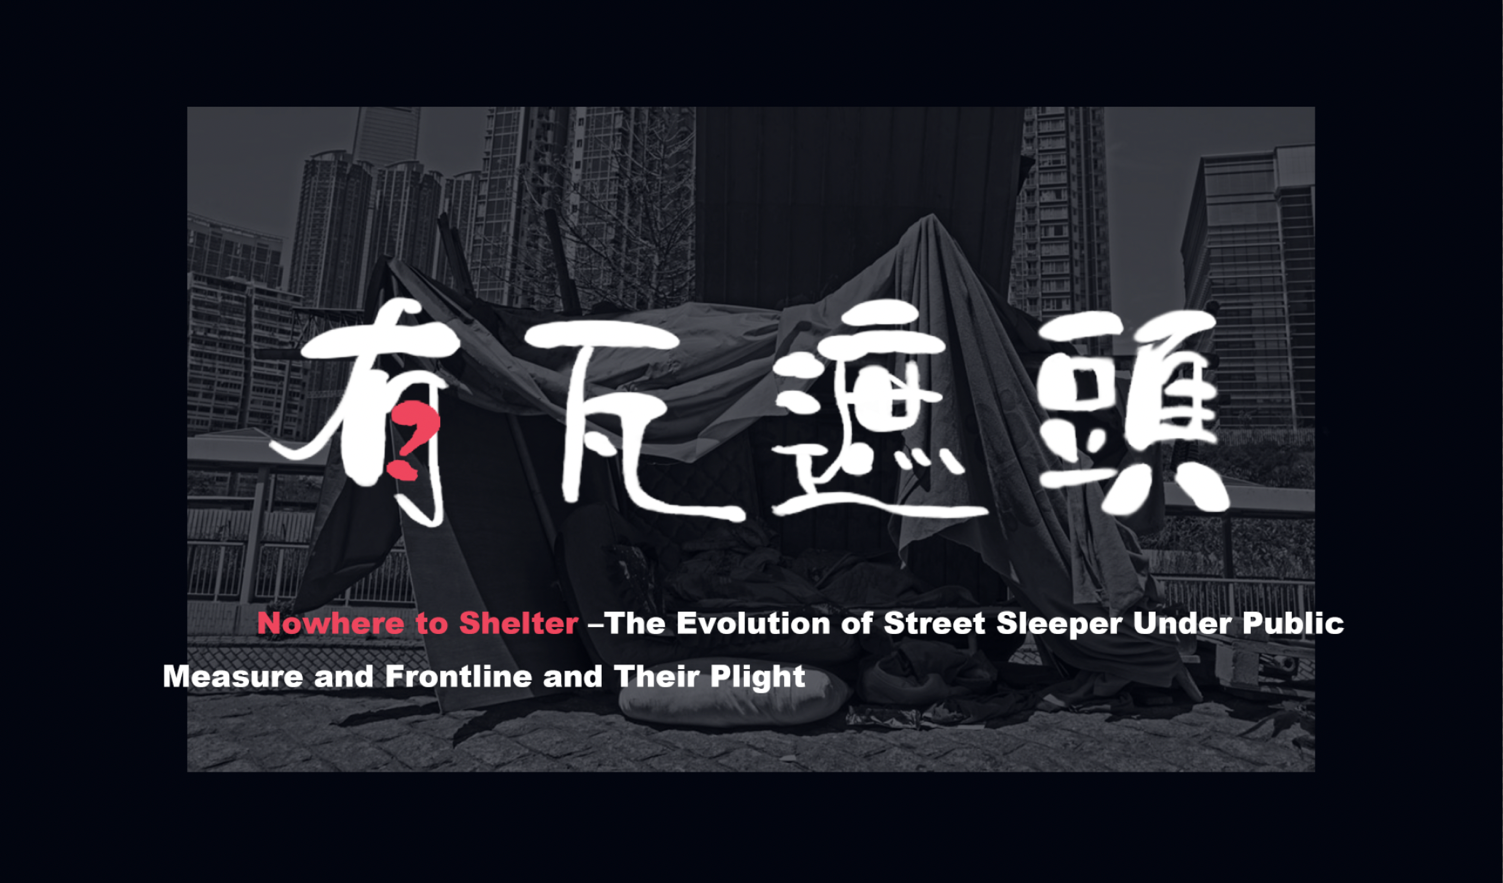 有?瓦遮頭
Nowhere to Shelter –The Evolution of Street Sleeper Under Public
Measure and Frontline and Their Plight